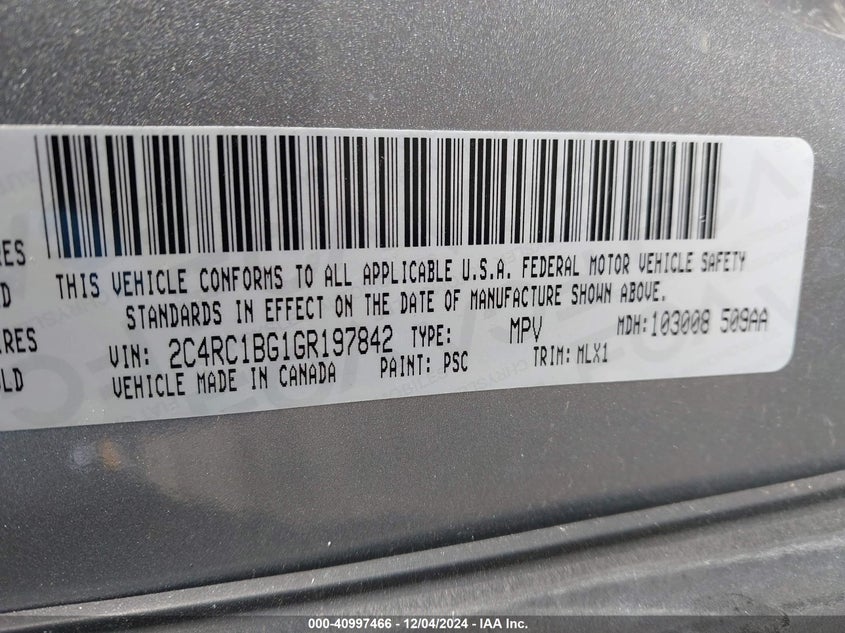 THIS VEHICLE CONFORMS TO ALL APPLICABLE U.S.A. FEDERAL MOTOR VEHICLE SAFETY
STANDARDS IN EFFECT ON THE DATE OF MANUFACTURE SHOWN ABOVE.
RES
D
RES
LD
VIN: 2C4RC1BG1GR197842 TYPE: MPV MDH:103008 509AA
VEHICLE MADE IN CANADA PAINT: PSC TRIM: MLX1
000-40997466 - 12/04/2024 - IAA Inc.